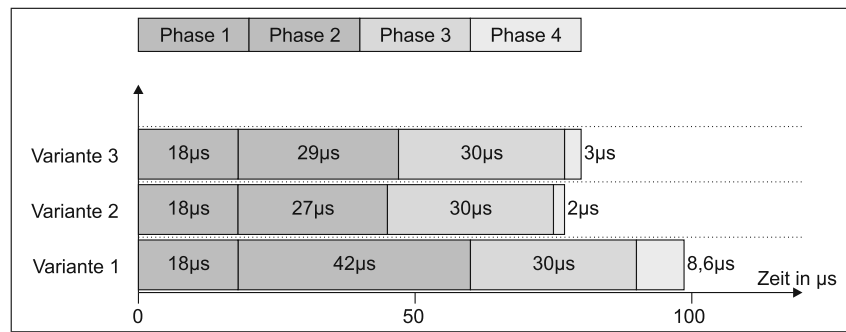 Phase 1 Phase 2 Phase 3 Phase 4
Variante 3 18µs 29µs 30µs 3µs
Variante 2 18µs 27µs 30µs 2µs
Variante 1 18µs 42µs 30µs 8,6µs
Zeit in µs
0 50 100